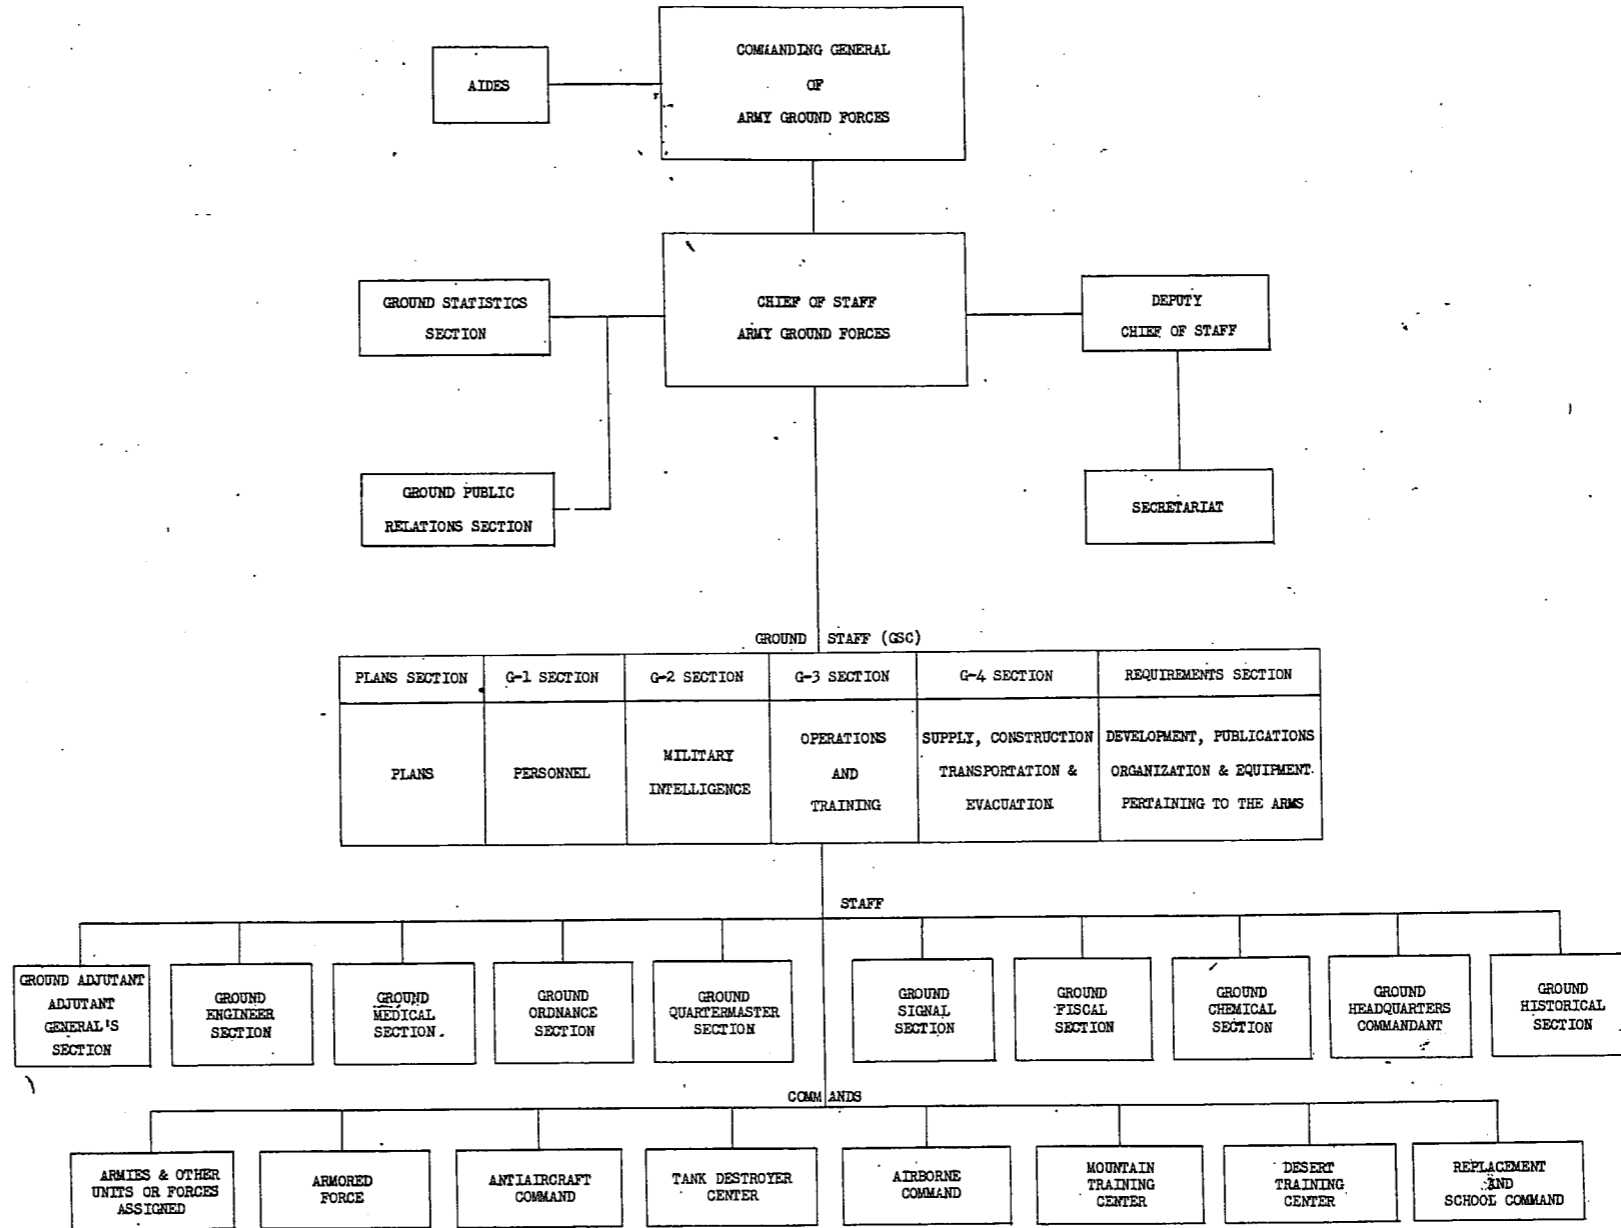 COMMANDING GENERAL
OF
ARMY GROUND FORCES
AIDES
GROUND STATISTICS
SECTION
CHIEF OF STAFF
ARMY GROUND FORCES
DEPUTY
CHIEF OF STAFF
GROUND PUBLIC
RELATIONS SECTION
SECRETARIAT
GROUND STAFF (GSC)
PLANS SECTION
G-1 SECTION
G-2 SECTION
G-3 SECTION
G-4 SECTION
REQUIREMENTS SECTION
PLANS
PERSONNEL
MILITARY
INTELLIGENCE
OPERATIONS
AND
TRAINING
SUPPLY, CONSTRUCTION
TRANSPORTATION &
EVACUATION
DEVELOPMENT, PUBLICATIONS
ORGANIZATION & EQUIPMENT
PERTAINING TO THE ARMS
STAFF
GROUND ADJUTANT
ADJUTANT
GENERAL'S
SECTION
GROUND
ENGINEER
SECTION
GROUND
MEDICAL
SECTION
GROUND
ORDNANCE
SECTION
GROUND
QUARTERMASTER
SECTION
GROUND
SIGNAL
SECTION
GROUND
FISCAL
SECTION
GROUND
CHEMICAL
SECTION
GROUND
HEADQUARTERS
COMMANDANT
GROUND
HISTORICAL
SECTION
COMMANDS
ARMIES & OTHER
UNITS OR FORCES
ASSIGNED
ARMORED
FORCE
ANTIAIRCRAFT
COMMAND
TANK DESTROYER
CENTER
AIRBORNE
COMMAND
MOUNTAIN
TRAINING
CENTER
DESERT
TRAINING
CENTER
REPLACEMENT
AND
SCHOOL COMMAND